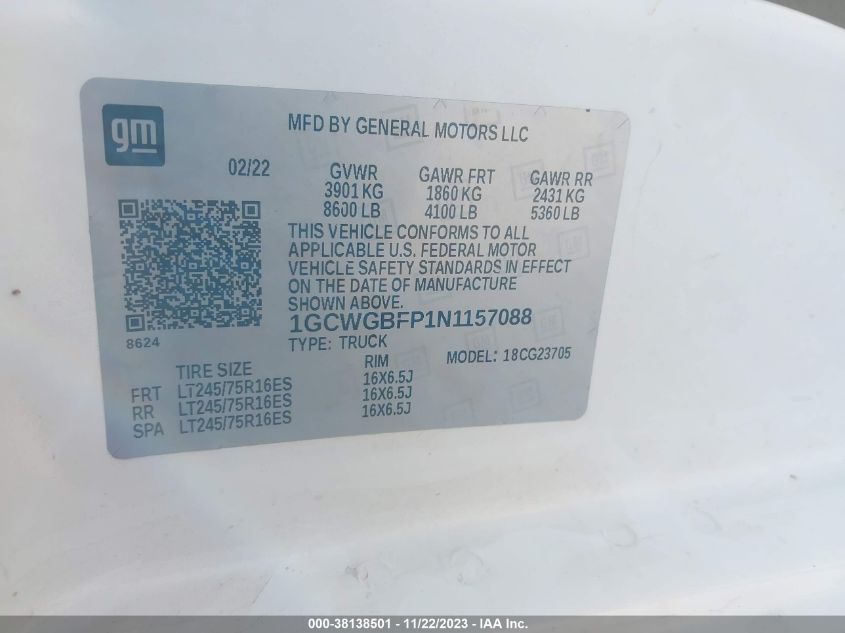 gm
MFD BY GENERAL MOTORS LLC
02/22
GVWR GAWR FRT GAWR RR
3901 KG 1860 KG 2431 KG
8600 LB 4100 LB 5360 LB
THIS VEHICLE CONFORMS TO ALL
APPLICABLE U.S. FEDERAL MOTOR
VEHICLE SAFETY STANDARDS IN EFFECT
ON THE DATE OF MANUFACTURE
SHOWN ABOVE.
1GCWGBFP1N1157088
8624
TYPE: TRUCK MODEL: 18CG23705
TIRE SIZE RIM
FRT LT245/75R16ES 16X6.5J
RR LT245/75R16ES 16X6.5J
SPA LT245/75R16ES 16X6.5J
000-38138501 - 11/22/2023 - IAA Inc.